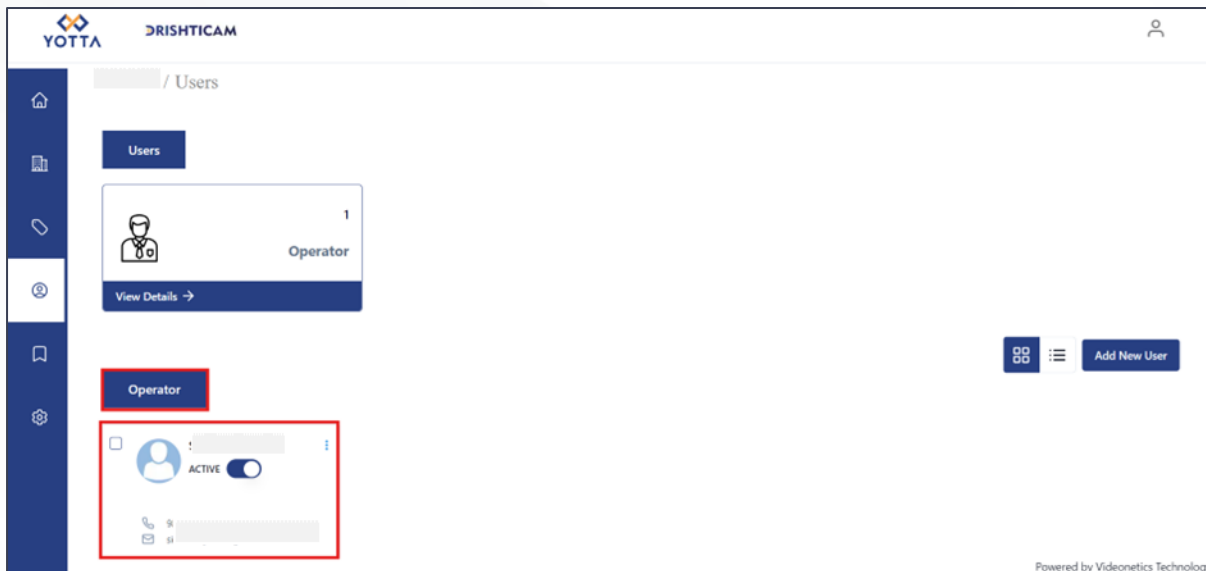 YOTTA
DRISHTICAM
/ Users
Users
1
Operator
View Details →
Add New User
Operator
ACTIVE
Powered by Videonetics Technolog